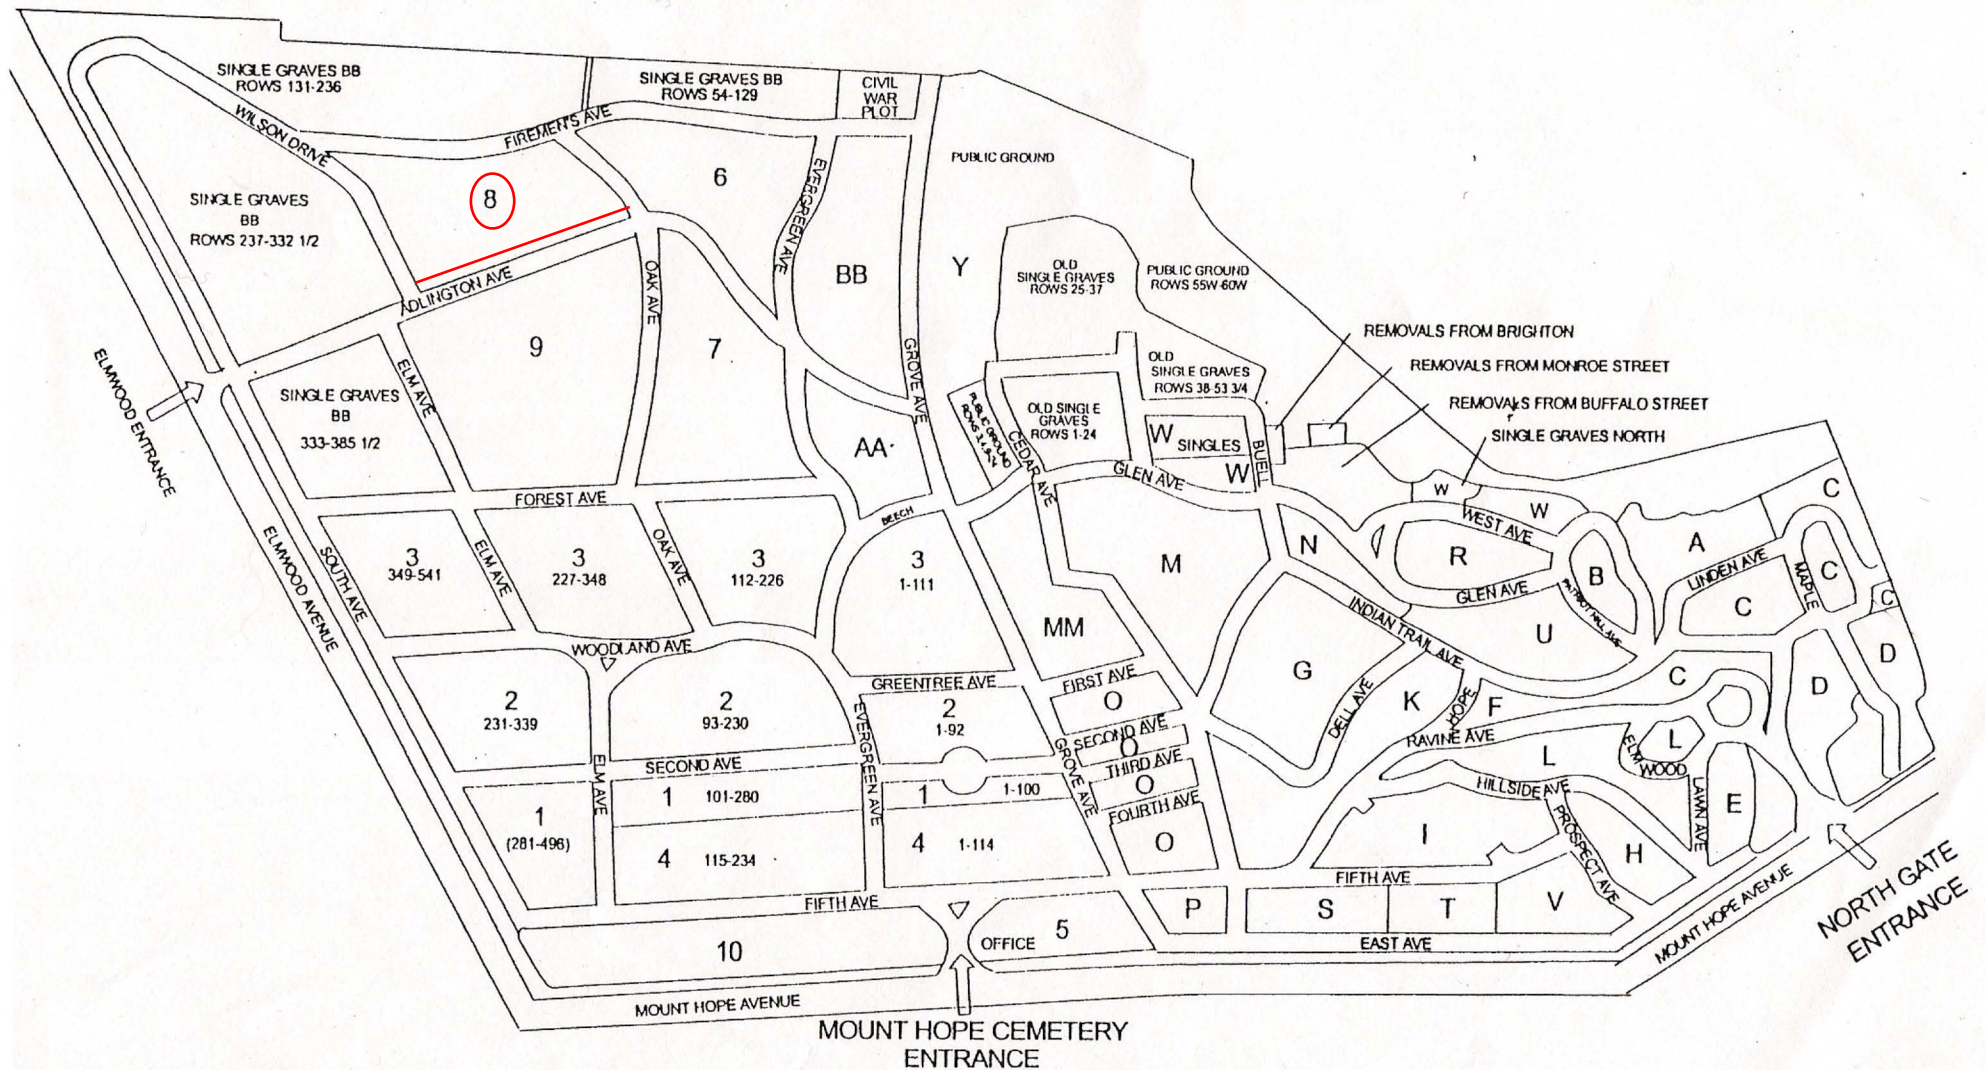 SINGLE GRAVES BB
ROWS 131-236
SINGLE GRAVES BB
ROWS 54-129
CIVIL
WAR
PLOT
WILSON DRIVE
FIREMEN'S AVE
8
6
EVERGREEN AVE
PUBLIC GROUND
SINGLE GRAVES
BB
ROWS 237-332 1/2
ADLINGTON AVE
OAK AVE
BB
Y
OLD
SINGLE GRAVES
ROWS 25-37
PUBLIC GROUND
ROWS 55W-60W
9
7
GROVE AVE
ELMWOOD ENTRANCE
ELM AVE
SINGLE GRAVES
BB
333-385 1/2
OLD
SINGLE GRAVES
ROWS 38-53 3/4
REMOVALS FROM BRIGHTON
REMOVALS FROM MONROE STREET
REMOVALS FROM BUFFALO STREET
SINGLE GRAVES NORTH
PUBLIC GROUND
OLD SINGLE
GRAVES
ROWS 1-24
W SINGLES
W
BUELL
AA
CEDAR AVE
GLEN AVE
W
W
WEST AVE
FOREST AVE
BEECH
ELMWOOD AVENUE
SOUTH AVE
3
349-541
ELM AVE
3
227-348
OAK AVE
3
112-226
3
1-111
M
N
R
B
A
C
LINDEN AVE
MAPLE
C
C
C
GLEN AVE
PATRIOT HILL AVE
INDIAN TRAIL AVE
U
MM
WOODLAND AVE
GREENTREE AVE
FIRST AVE
G
DELL AVE
K
HOPE
F
C
D
D
2
231-339
2
93-230
EVERGREEN AVE
2
1-92
O
SECOND AVE
O
GROVE AVE
THIRD AVE
O
FOURTH AVE
O
RAVINE AVE
L
L
ELM
WOOD
LAWN AVE
E
SECOND AVE
ELM AVE
1
(281-496)
1 101-280
4 115-234
1 1-100
4 1-114
HILLSIDE AVE
I
PROSPECT AVE
H
FIFTH AVE
FIFTH AVE
10
OFFICE
5
P
S
T
V
EAST AVE
MOUNT HOPE AVENUE
MOUNT HOPE AVENUE
NORTH GATE
ENTRANCE
MOUNT HOPE CEMETERY
ENTRANCE